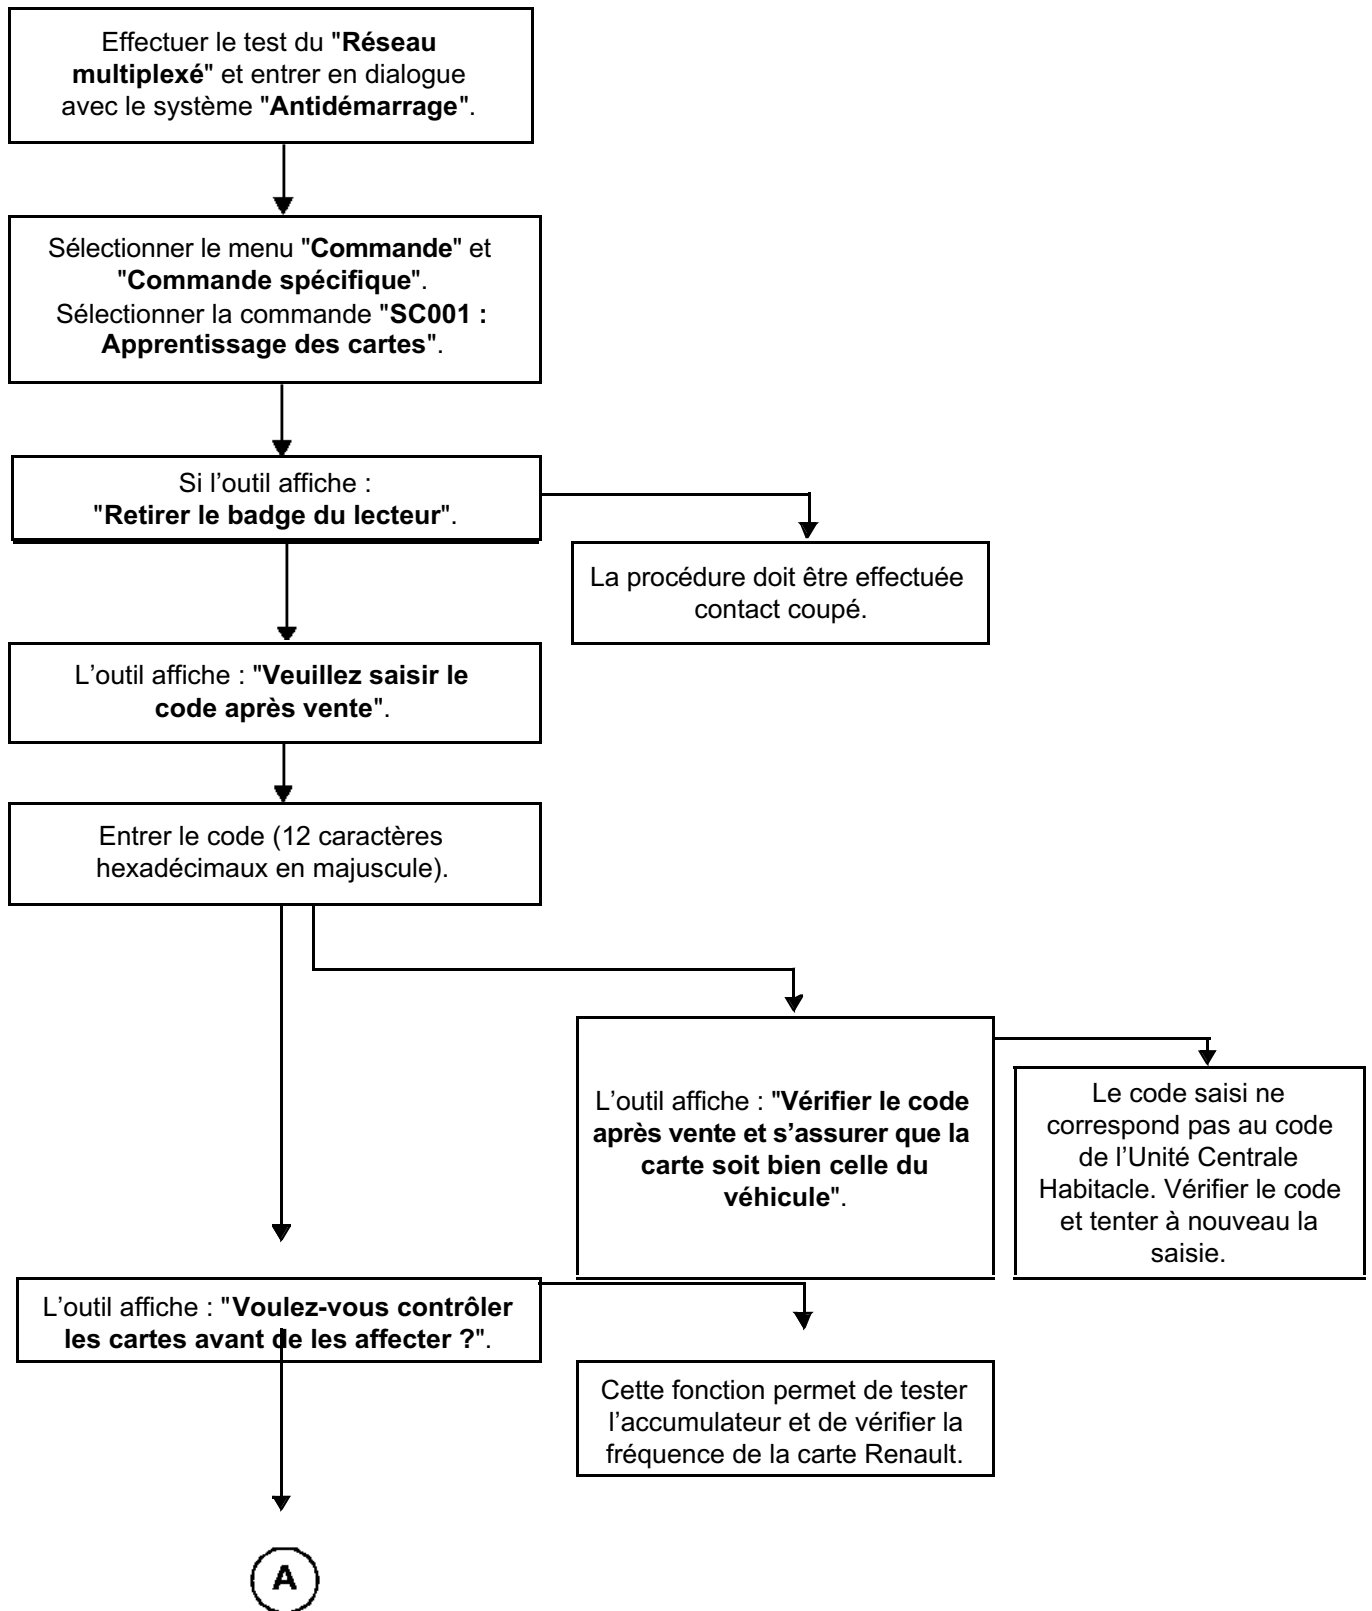 Effectuer le test du "Réseau
multiplexé" et entrer en dialogue
avec le système "Antidémarrage".
Sélectionner le menu "Commande" et
"Commande spécifique".
Sélectionner la commande "SC001 :
Apprentissage des cartes".
Si l'outil affiche :
"Retirer le badge du lecteur".
La procédure doit être effectuée
contact coupé.
L'outil affiche : "Veuillez saisir le
code après vente".
Entrer le code (12 caractères
hexadécimaux en majuscule).
L'outil affiche : "Vérifier le code
après vente et s'assurer que la
carte soit bien celle du
véhicule".
Le code saisi ne
correspond pas au code
de l'Unité Centrale
Habitacle. Vérifier le code
et tenter à nouveau la
saisie.
L'outil affiche : "Voulez-vous contrôler
les cartes avant de les affecter ?".
Cette fonction permet de tester
l'accumulateur et de vérifier la
fréquence de la carte Renault.
A